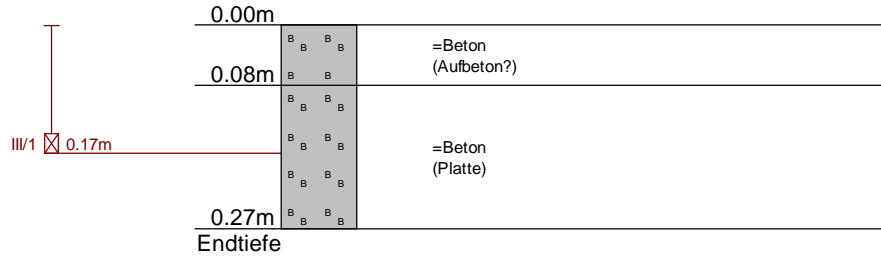 0.00m
B B B B
=Beton
(Aufbeton?)
B B
0.08m
B B B B
III/1 0.17m
B B B B
=Beton
(Platte)
B B B B
B B B B
0.27m
Endtiefe